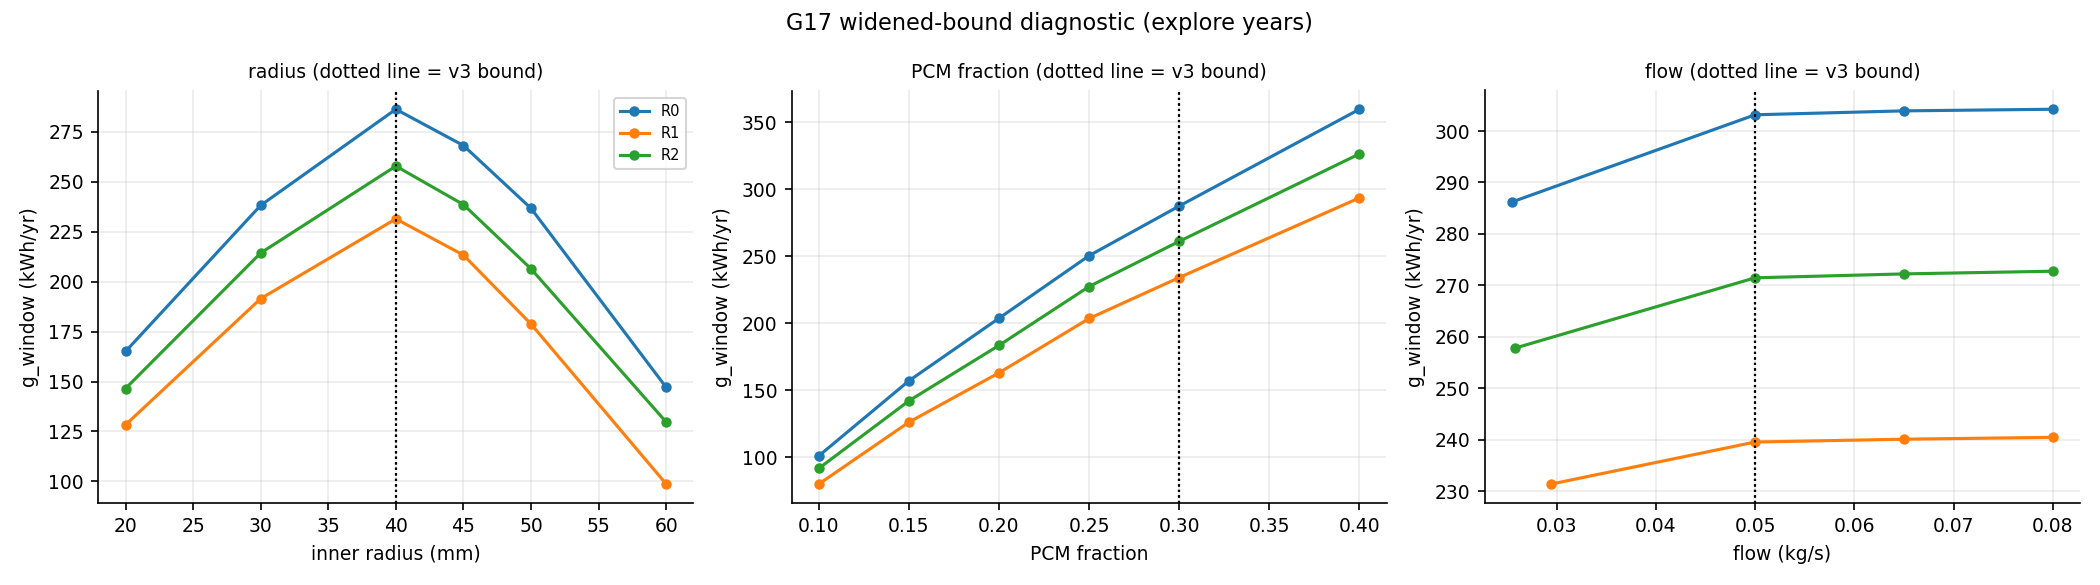 G17 widened-bound diagnostic (explore years)
radius (dotted line = v3 bound)
g_window (kWh/yr)
275
250
225
200
175
150
125
100
20 25 30 35 40 45 50 55 60
inner radius (mm)
R0
R1
R2
PCM fraction (dotted line = v3 bound)
g_window (kWh/yr)
350
300
250
200
150
100
0.10 0.15 0.20 0.25 0.30 0.35 0.40
PCM fraction
flow (dotted line = v3 bound)
g_window (kWh/yr)
300
290
280
270
260
250
240
230
0.03 0.04 0.05 0.06 0.07 0.08
flow (kg/s)